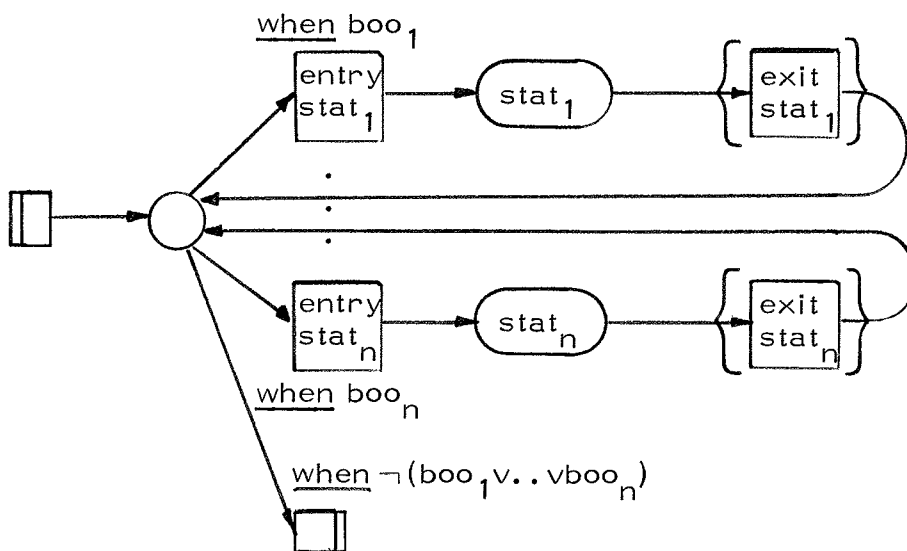 when boo₁
entry
stat₁
stat₁
exit
stat₁
entry
statₙ
statₙ
exit
statₙ
when booₙ
when ¬(boo₁v..vbooₙ)